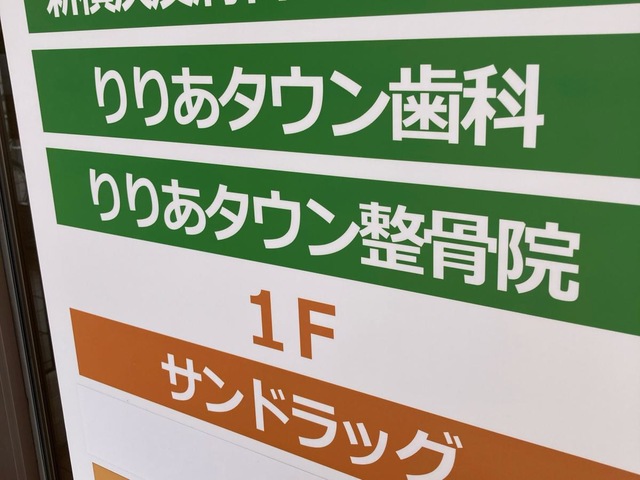 りりあタウン歯科
りりあタウン整骨院
1F
サンドラッグ